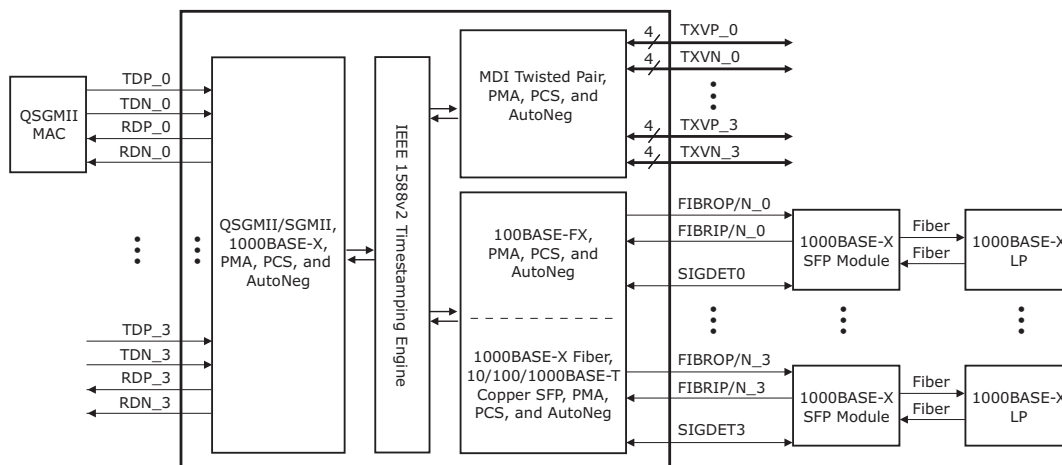 QSGMII
MAC
TDP_0
TDN_0
RDP_0
RDN_0
TDP_3
TDN_3
RDP_3
RDN_3
QSGMII/SGMII,
1000BASE-X,
PMA, PCS, and
AutoNeg
IEEE 1588v2 Timestamping Engine
MDI Twisted Pair,
PMA, PCS, and
AutoNeg
4 TXVP_0
4 TXVN_0
4 TXVP_3
4 TXVN_3
100BASE-FX,
PMA, PCS, and
AutoNeg
1000BASE-X Fiber,
10/100/1000BASE-T
Copper SFP, PMA,
PCS, and AutoNeg
FIBROP/N_0
FIBRIP/N_0
SIGDET0
1000BASE-X
SFP Module
Fiber
Fiber
1000BASE-X
LP
FIBROP/N_3
FIBRIP/N_3
SIGDET3
1000BASE-X
SFP Module
Fiber
Fiber
1000BASE-X
LP